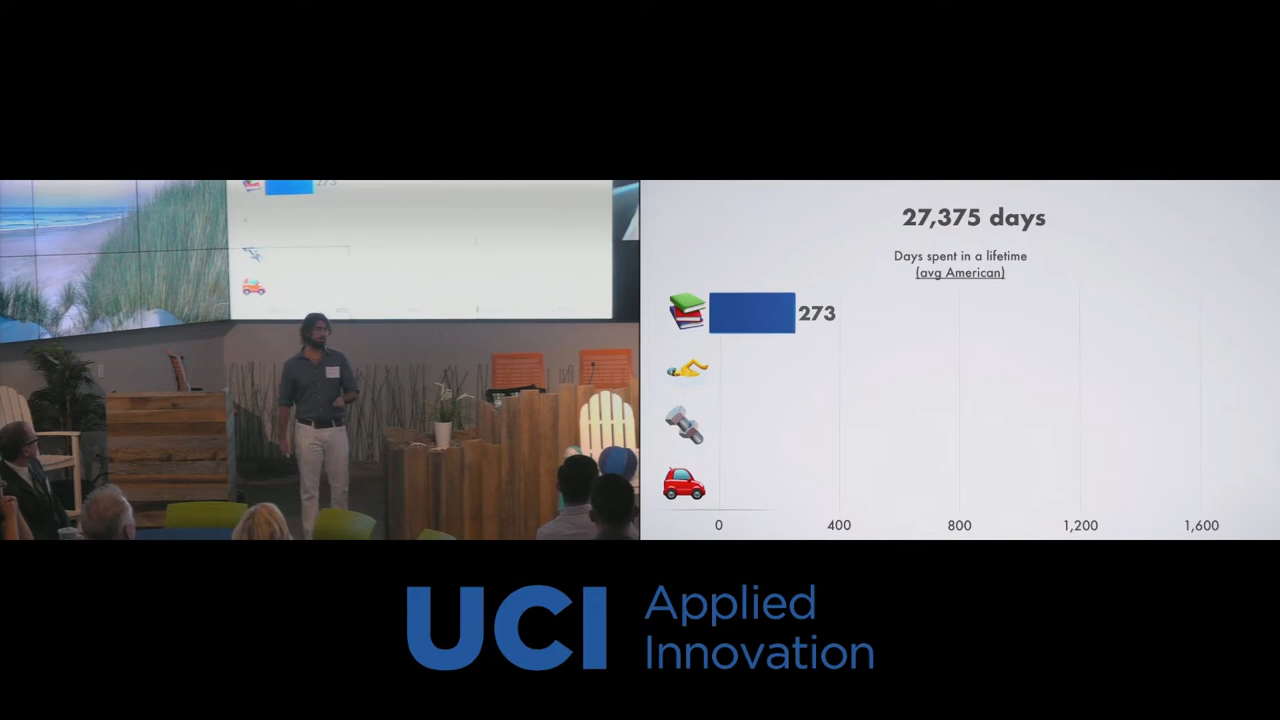 27,375 days
Days spent in a lifetime
(avg American)
273
273
0 400 800 1,200 1,600
UCI Applied
Innovation